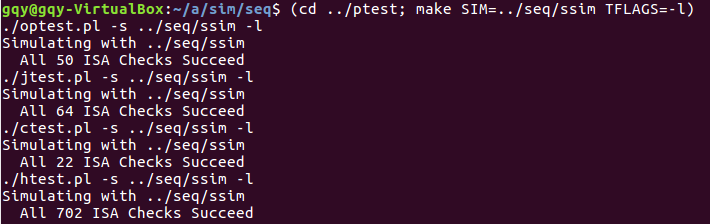 gqy@gqy-VirtualBox:~/a/sim/seq$ (cd ../ptest; make SIM=../seq/ssim TFLAGS=-l)
./optest.pl -s ../seq/ssim -l
Simulating with ../seq/ssim
  All 50 ISA Checks Succeed
./jtest.pl -s ../seq/ssim -l
Simulating with ../seq/ssim
  All 64 ISA Checks Succeed
./ctest.pl -s ../seq/ssim -l
Simulating with ../seq/ssim
  All 22 ISA Checks Succeed
./htest.pl -s ../seq/ssim -l
Simulating with ../seq/ssim
  All 702 ISA Checks Succeed